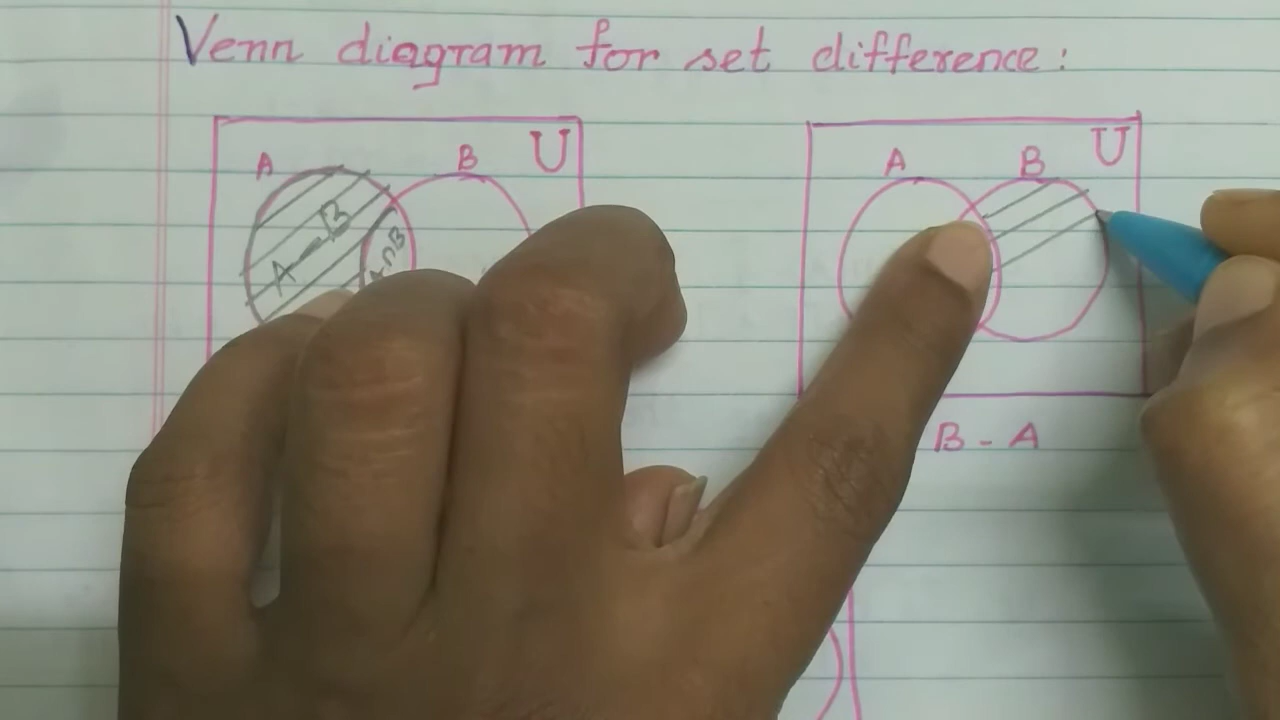 Venn diagram for set difference:
A B U
A-B
A∩B
A B U
B - A